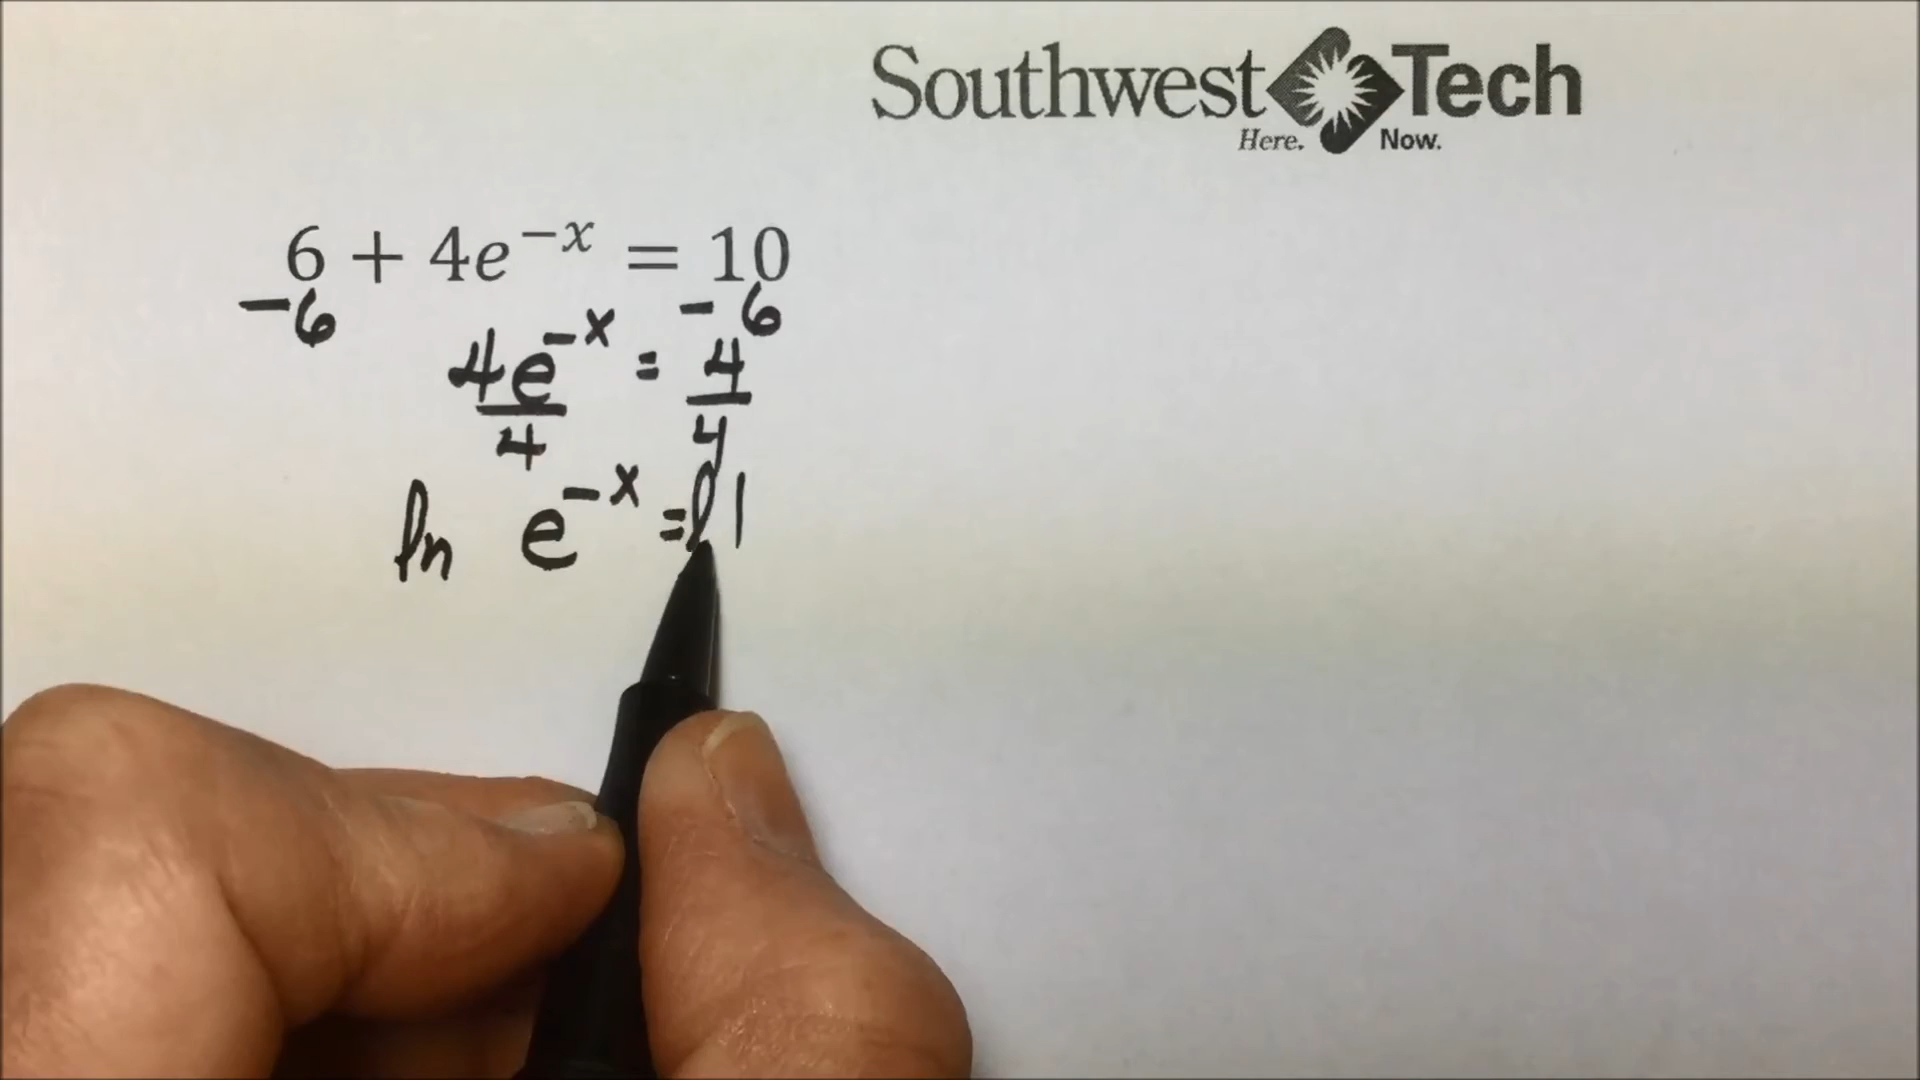 Southwest Tech
Here. Now.
6 + 4e^{-x} = 10
-6 - 6
4e^{-x} = 4
4 4
ln e^{-x} = l 1